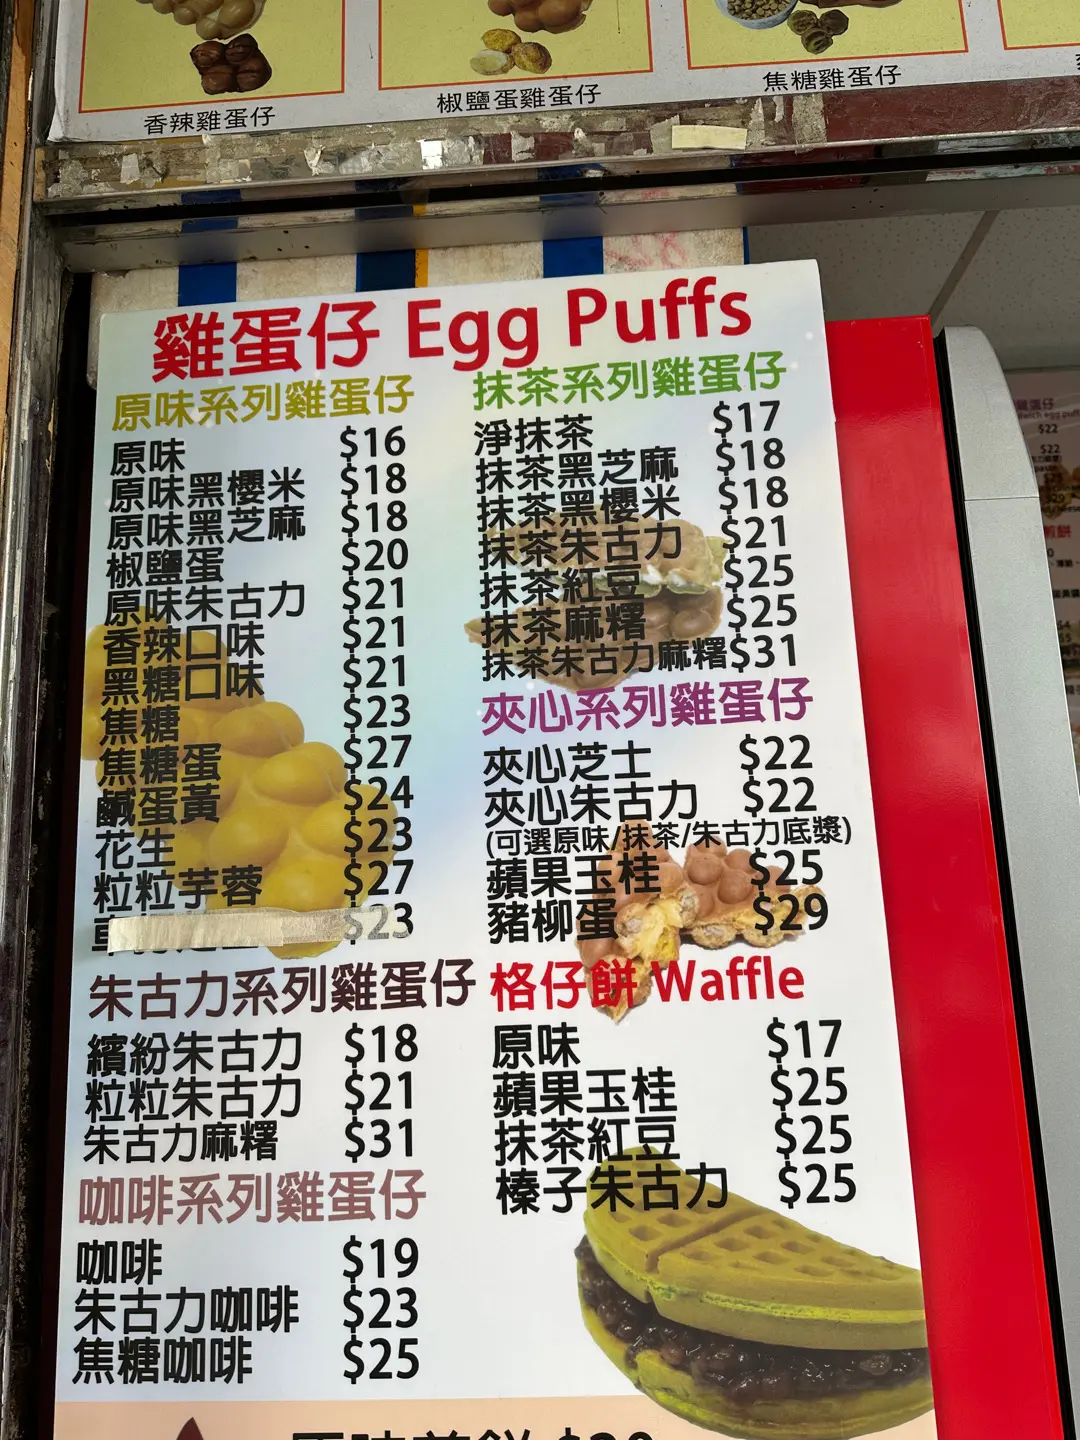 香辣雞蛋仔
椒鹽蛋雞蛋仔
焦糖雞蛋仔
雞蛋仔 Egg Puffs
原味系列雞蛋仔
原味 $16
原味黑櫻米 $18
原味黑芝麻 $18
椒鹽蛋 $20
原味朱古力 $21
香辣口味 $21
黑糖口味 $21
焦糖 $23
焦糖蛋 $27
鹹蛋黃 $24
花生 $23
粒粒芋蓉 $27
$23
朱古力系列雞蛋仔
繽紛朱古力 $18
粒粒朱古力 $21
朱古力麻糬 $31
咖啡系列雞蛋仔
咖啡 $19
朱古力咖啡 $23
焦糖咖啡 $25
抹茶系列雞蛋仔
淨抹茶 $17
抹茶黑芝麻 $18
抹茶黑櫻米 $18
抹茶朱古力 $21
抹茶紅豆 $25
抹茶麻糬 $25
抹茶朱古力麻糬 $31
夾心系列雞蛋仔
夾心芝士 $22
夾心朱古力 $22
(可選原味/抹茶/朱古力底漿)
蘋果玉桂 $25
豬柳蛋 $29
格仔餅 Waffle
原味 $17
蘋果玉桂 $25
抹茶紅豆 $25
榛子朱古力 $25
$22
$22